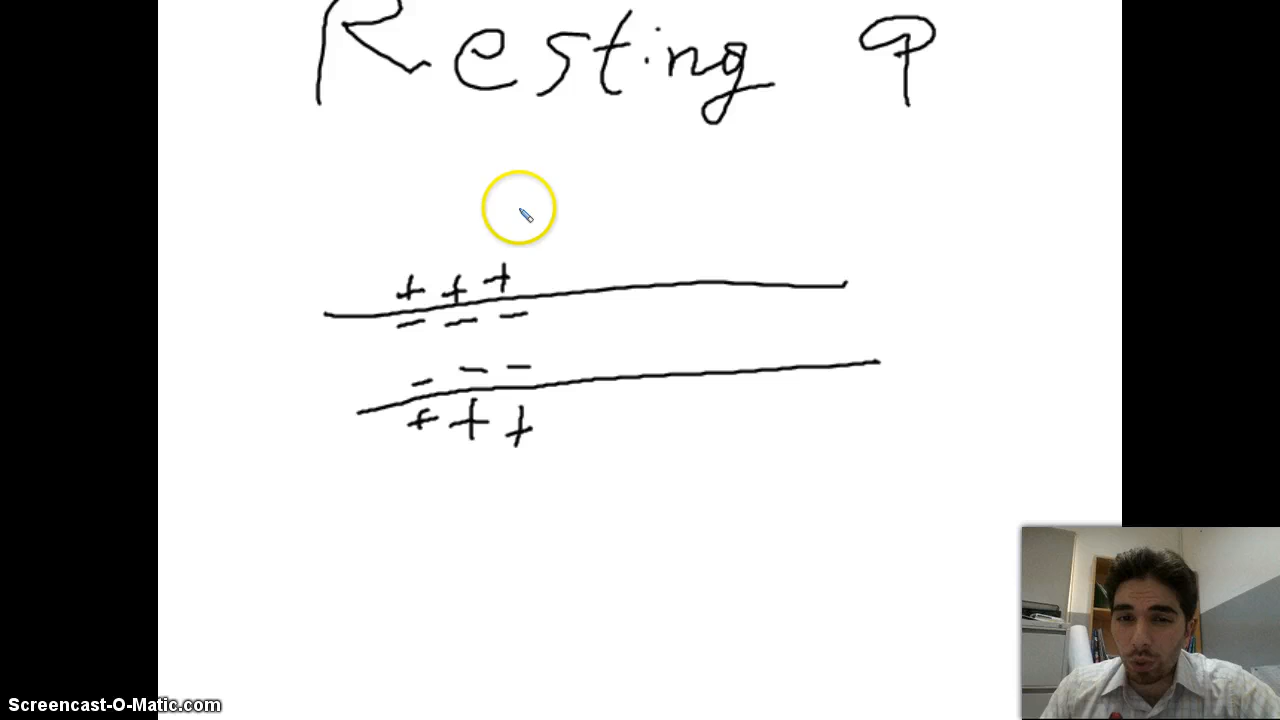 Resting P
+ + +
- - -
- - -
+ + +
Screencast-O-Matic.com